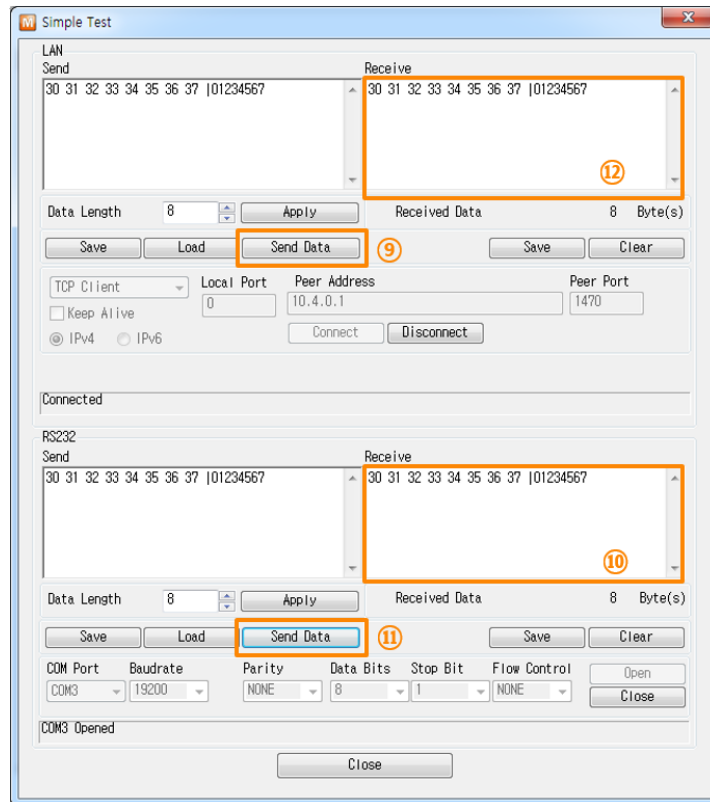 M Simple Test x
LAN
Send Receive
30 31 32 33 34 35 36 37 |01234567 30 31 32 33 34 35 36 37 |01234567
⑫
Data Length 8 Apply Received Data 8 Byte(s)
Save Load Send Data ⑨ Save Clear
TCP Client Local Port Peer Address Peer Port
0 10.4.0.1 1470
Keep Alive
IPv4 IPv6 Connect Disconnect
Connected
RS232
Send Receive
30 31 32 33 34 35 36 37 |01234567 30 31 32 33 34 35 36 37 |01234567
⑩
Data Length 8 Apply Received Data 8 Byte(s)
Save Load Send Data ⑪ Save Clear
COM Port Baudrate Parity Data Bits Stop Bit Flow Control Open
COM3 19200 NONE 8 1 NONE Close
COM3 Opened
Close